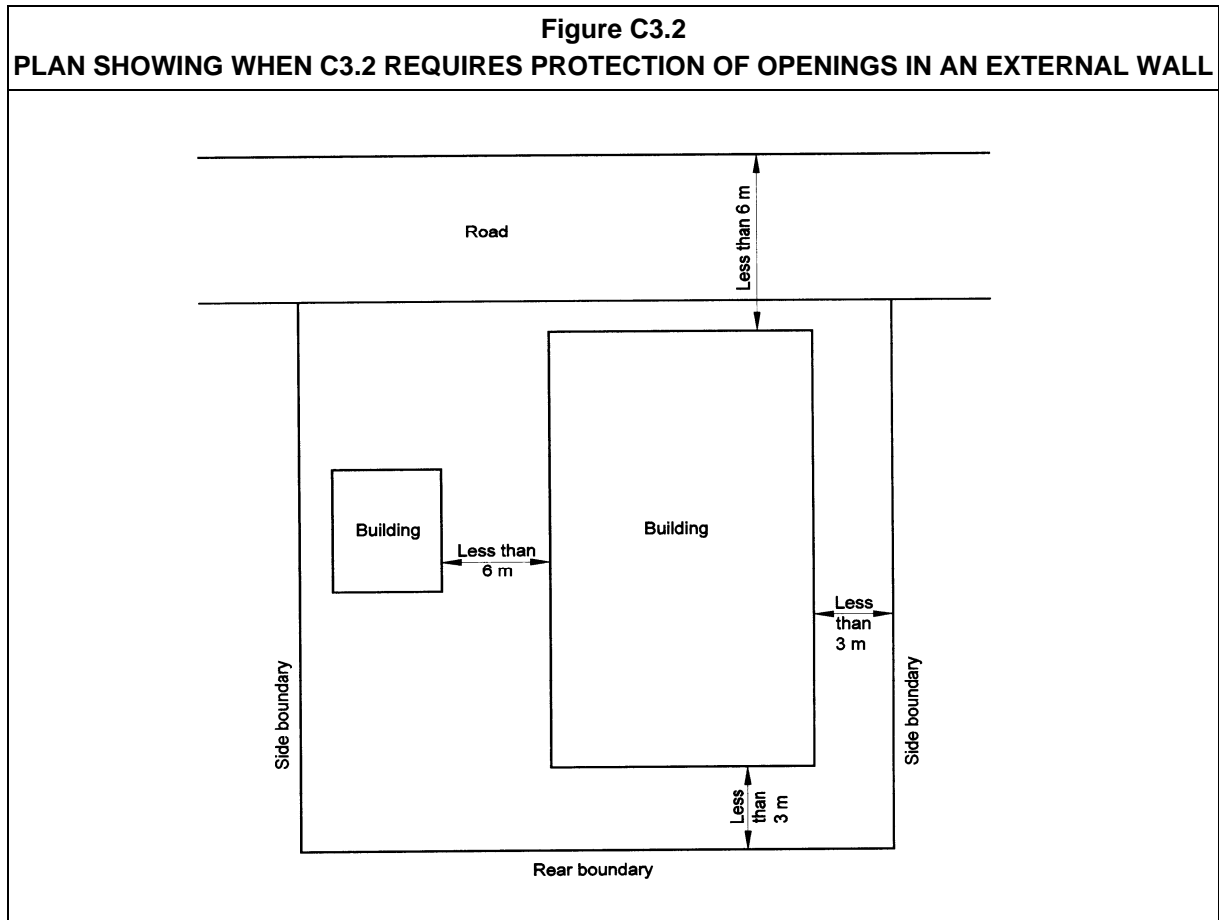 Figure C3.2
PLAN SHOWING WHEN C3.2 REQUIRES PROTECTION OF OPENINGS IN AN EXTERNAL WALL
Less than 6 m
Road
Building
Less than
6 m
Building
Less
than
3 m
Side boundary
Side boundary
Less
than
3 m
Rear boundary